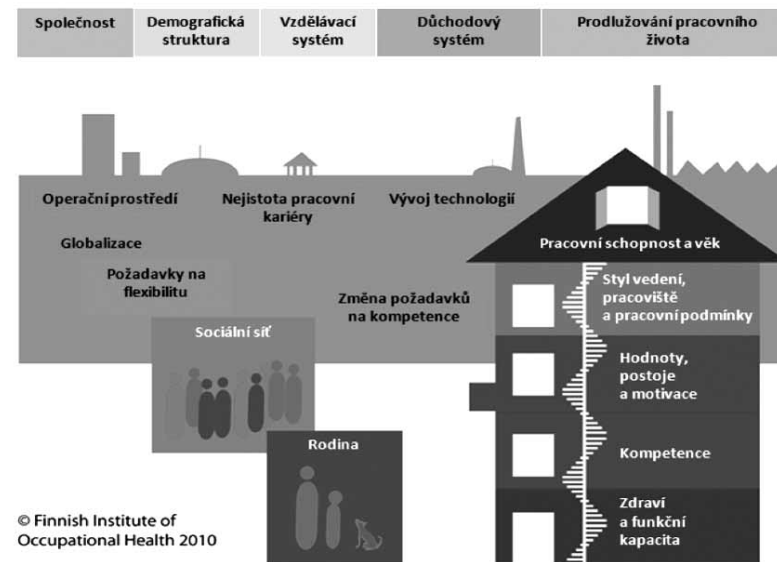 Společnost
Demografická
struktura
Vzdělávací
systém
Důchodový
systém
Prodlužování pracovního
života
Operační prostředí
Nejistota pracovní
kariéry
Vývoj technologií
Globalizace
Požadavky na
flexibilitu
Změna požadavků
na kompetence
Sociální síť
Rodina
Pracovní schopnost a věk
Styl vedení,
pracoviště
a pracovní podmínky
Hodnoty,
postoje
a motivace
Kompetence
Zdraví
a funkční
kapacita
© Finnish Institute of
Occupational Health 2010